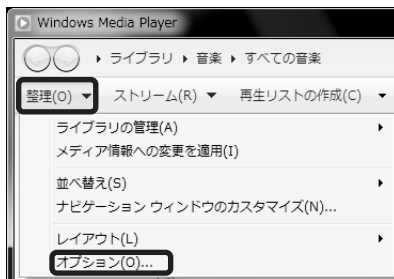 Windows Media Player
ライブラリ ▶ 音楽 ▶ すべての音楽
整理(O) ▼ ストリーム(R) ▼ 再生リストの作成(C) ▼
ライブラリの管理(A)
メディア情報への変更を適用(I)
並べ替え(S)
ナビゲーション ウィンドウのカスタマイズ(N)...
レイアウト(L)
オプション(O)...